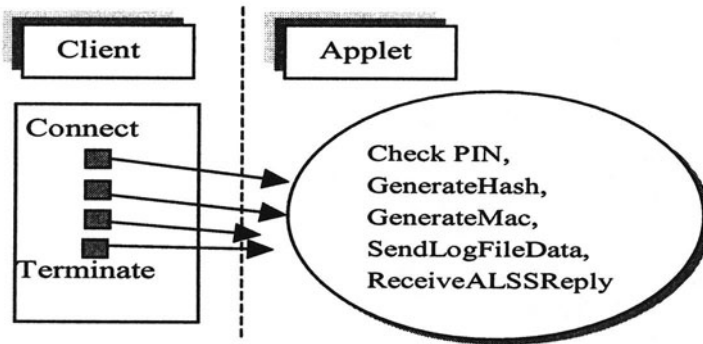 Client
Applet
Connect
Terminate
Check PIN,
GenerateHash,
GenerateMac,
SendLogFileData,
ReceiveALSSReply